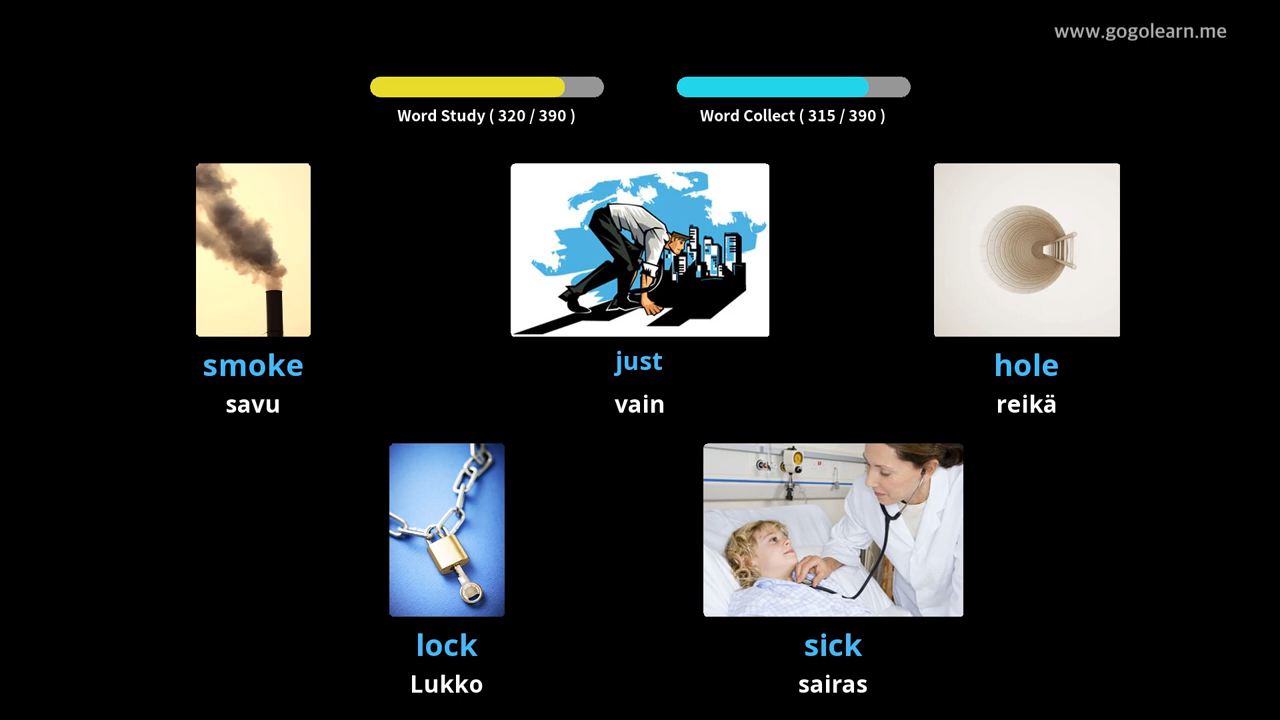 www.gogolearn.me
Word Study ( 320 / 390 )
Word Collect ( 315 / 390 )
smoke
savu
just
vain
hole
reikä
lock
Lukko
sick
sairas